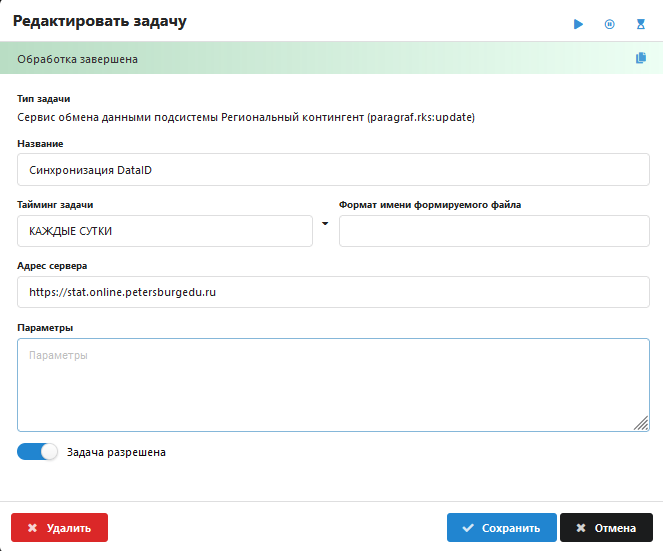 Редактировать задачу
Обработка завершена
Тип задачи
Сервис обмена данными подсистемы Региональный контингент (paragraf.rks:update)
Название
Синхронизация DataID
Тайминг задачи
Формат имени формируемого файла
КАЖДЫЕ СУТКИ
Адрес сервера
https://stat.online.petersburgedu.ru
Параметры
Параметры
Задача разрешена
Удалить
Сохранить
Отмена